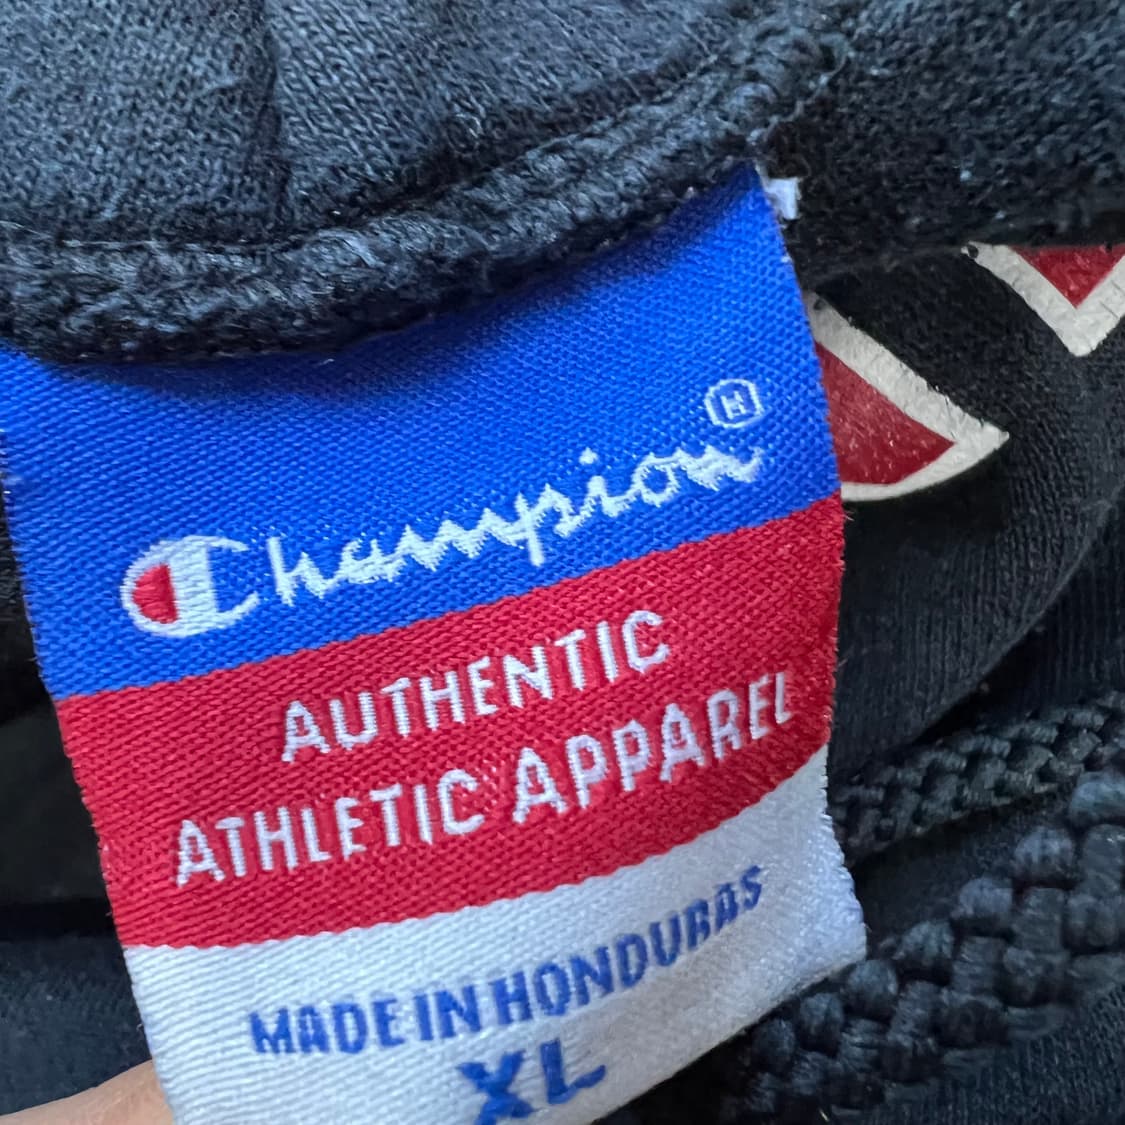 Champion®
AUTHENTIC
ATHLETIC APPAREL
MADE IN HONDURAS
XL